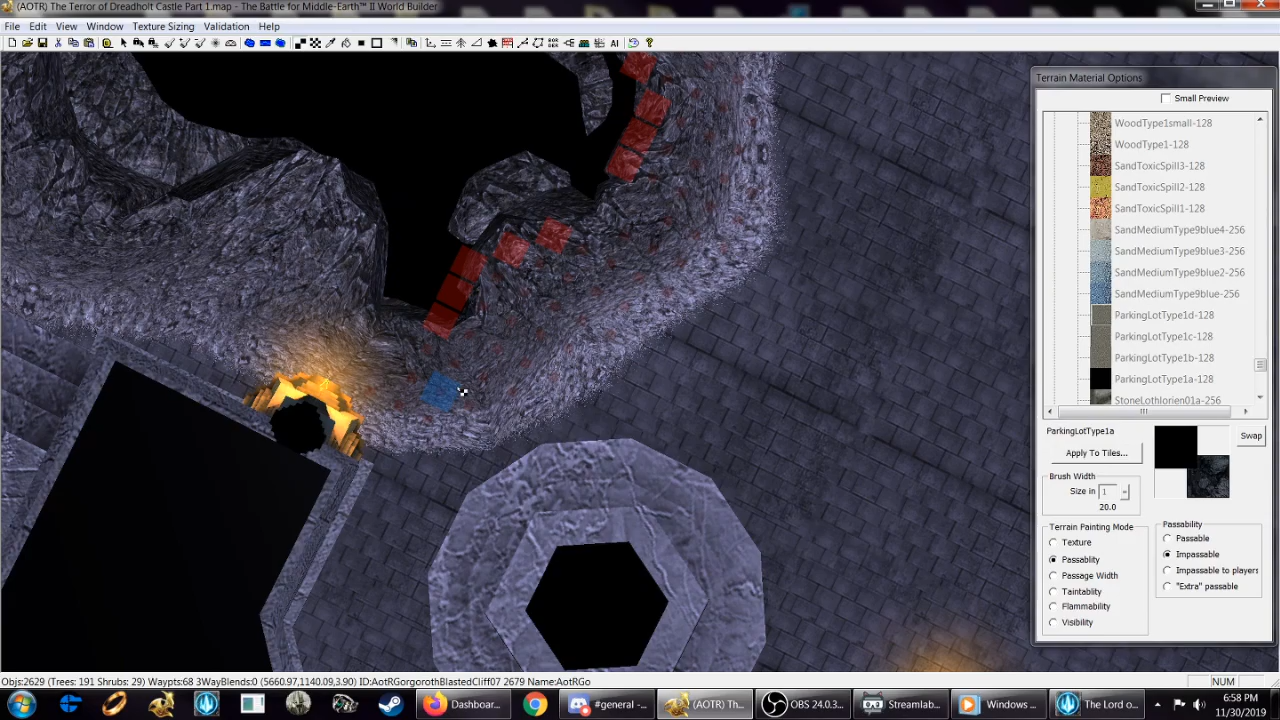 (AOTR) The Terror of Dreadholt Castle Part 1.map - The Battle for Middle-Earth™ II World Builder
File Edit View Window Texture Sizing Validation Help
AI
Terrain Material Options
Small Preview
WoodType1small-128
WoodType1-128
SandToxicSpill3-128
SandToxicSpill2-128
SandToxicSpill1-128
SandMediumType9blue4-256
SandMediumType9blue3-256
SandMediumType9blue2-256
SandMediumType9blue-256
ParkingLotType1d-128
ParkingLotType1c-128
ParkingLotType1b-128
ParkingLotType1a-128
StoneLothlorien01a-256
ParkingLotType1a
Swap
Apply To Tiles...
Brush Width
Size in 1
20.0
Terrain Painting Mode
Texture
Passablity
Passage Width
Taintablity
Flammability
Visibility
Passability
Passable
Impassable
Impassable to players
"Extra" passable
Objs:2629 (Trees: 191 Shrubs: 29) Waypts:68 3WayBlends:0 (5660.97,1140.09,3.90) ID:AotRGorgorothBlastedCliff07 2679 Name:AotRGo
NUM
Dashboar...
#general -...
(AOTR) Th...
OBS 24.0.3...
Streamlab...
Windows ...
The Lord o...
6:58 PM
11/30/2019